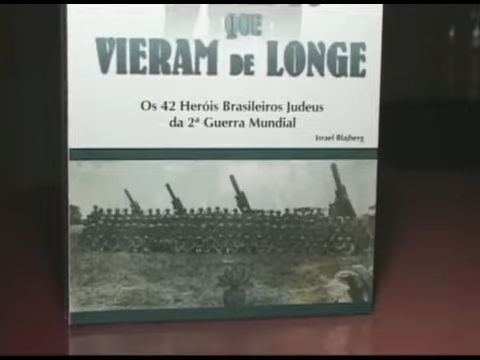 QUE
VIERAM DE LONGE
Os 42 Heróis Brasileiros Judeus
da 2ª Guerra Mundial
Israel Blajberg